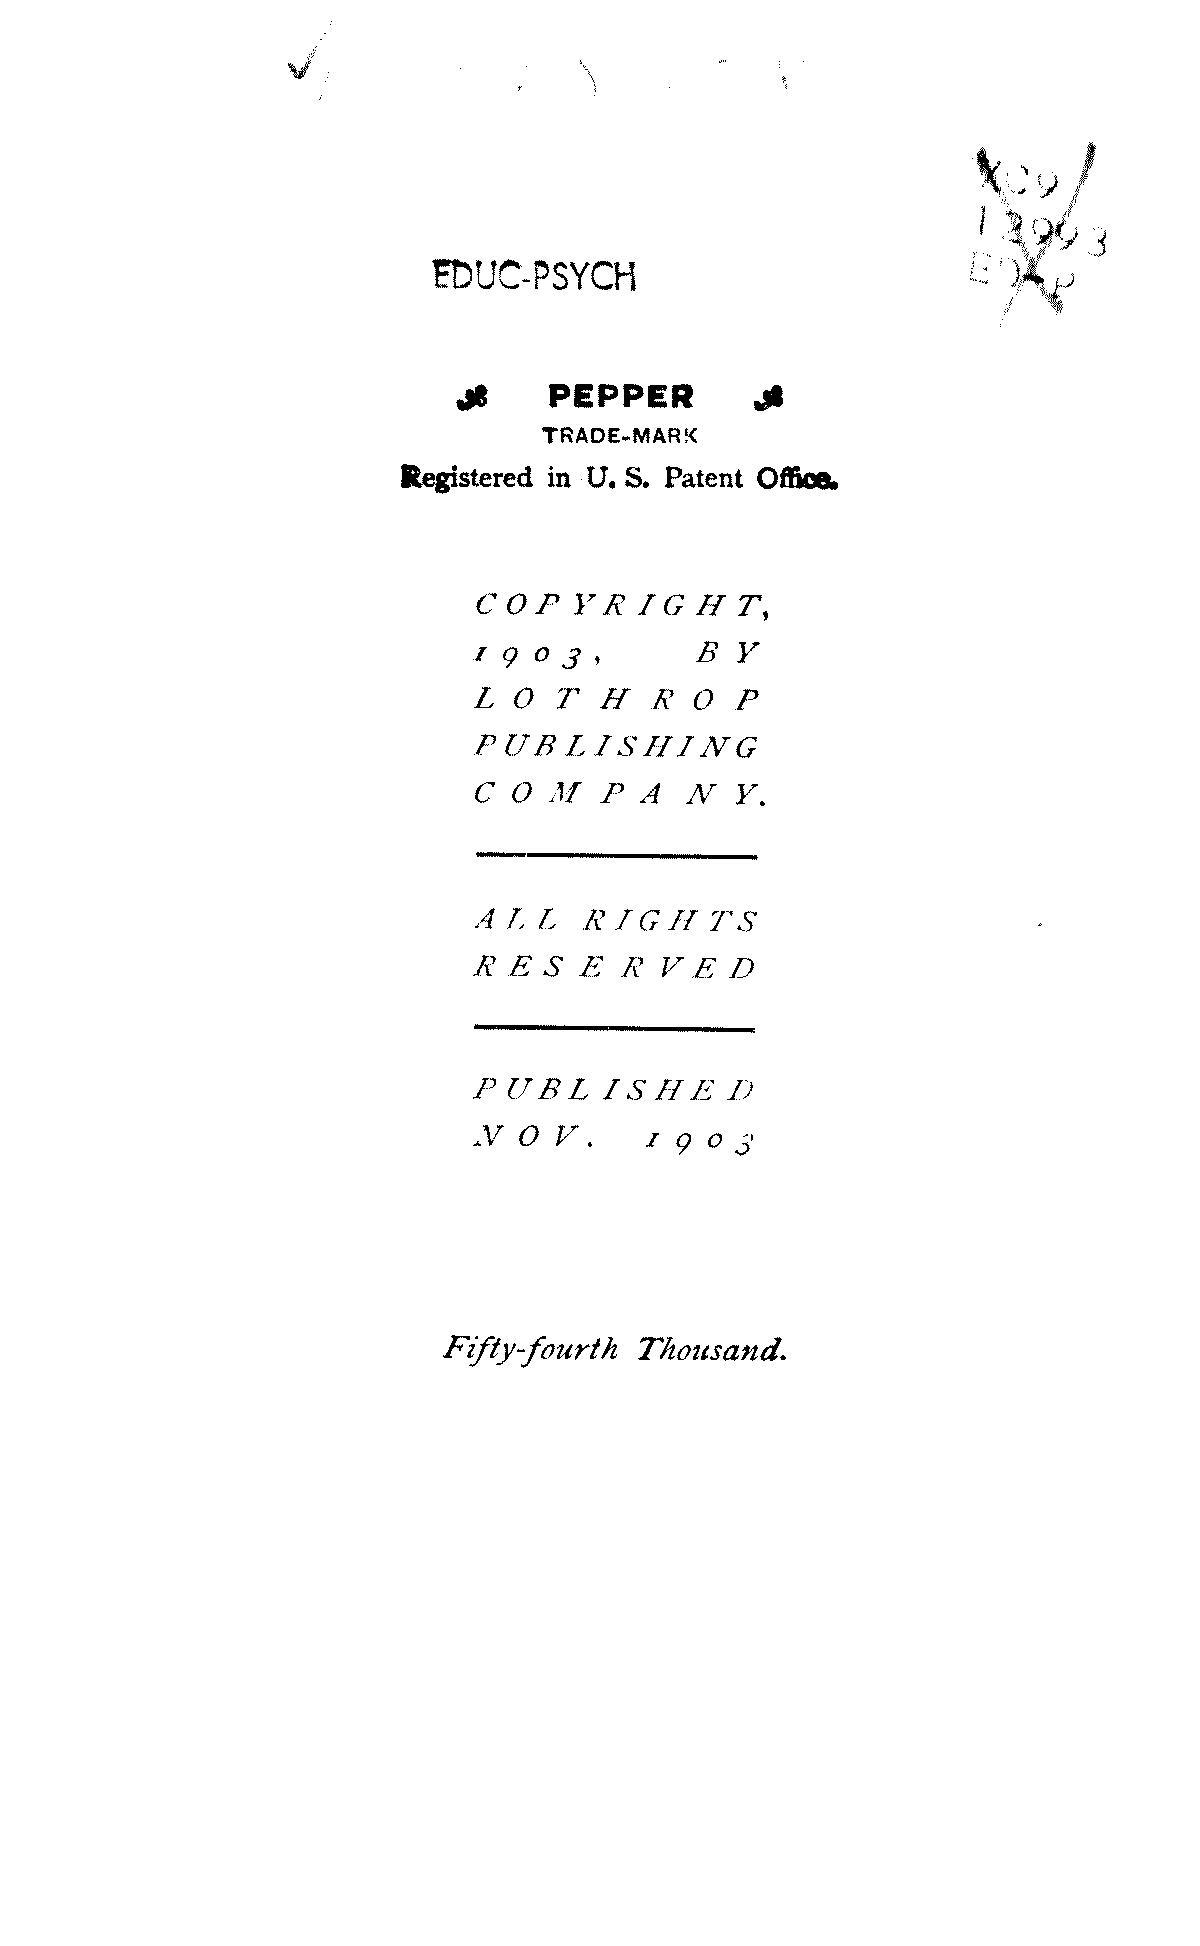 XC9
12993
ED-P
EDUC-PSYCH
PEPPER
TRADE-MARK
Registered in U. S. Patent Office.
COPYRIGHT,
1903, BY
LOTHROP
PUBLISHING
COMPANY.
ALL RIGHTS
RESERVED
PUBLISHED
NOV. 1903
Fifty-fourth Thousand.